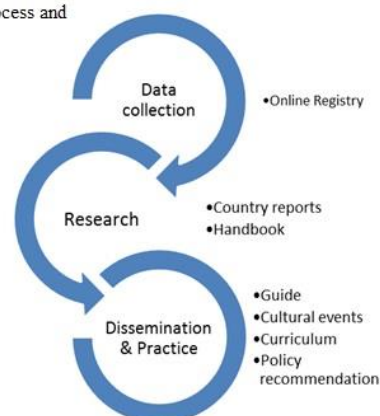 ocess and
Data
collection
•Online Registry
Research
•Country reports
•Handbook
Dissemination
& Practice
•Guide
•Cultural events
•Curriculum
•Policy
recommendation